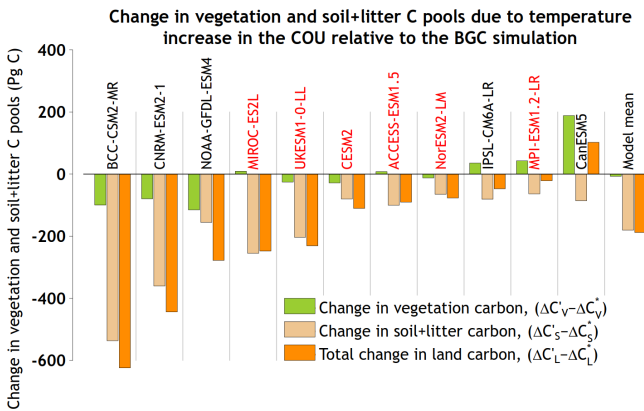 Change in vegetation and soil+litter C pools due to temperature
increase in the COU relative to the BGC simulation
Change in vegetation and soil+litter C pools (Pg C)
400
200
0
-200
-400
-600
BCC-CSM2-MR
CNRM-ESM2-1
NOAA-GFDL-ESM4
MIROC-ES2L
UKESM1-0-LL
CESM2
ACCESS-ESM1.5
NorESM2-LM
IPSL-CM6A-LR
MPI-ESM1.2-LR
CanESM5
Model mean
Change in vegetation carbon, (ΔC'V−ΔC*V)
Change in soil+litter carbon, (ΔC'S−ΔC*S)
Total change in land carbon, (ΔC'L−ΔC*L)